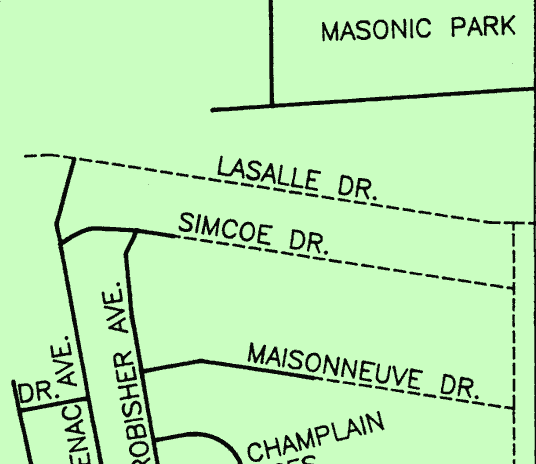 MASONIC PARK
LASALLE DR.
SIMCOE DR.
MAISONNEUVE DR.
AVE.
AVE.
DR.
CHAMPLAIN